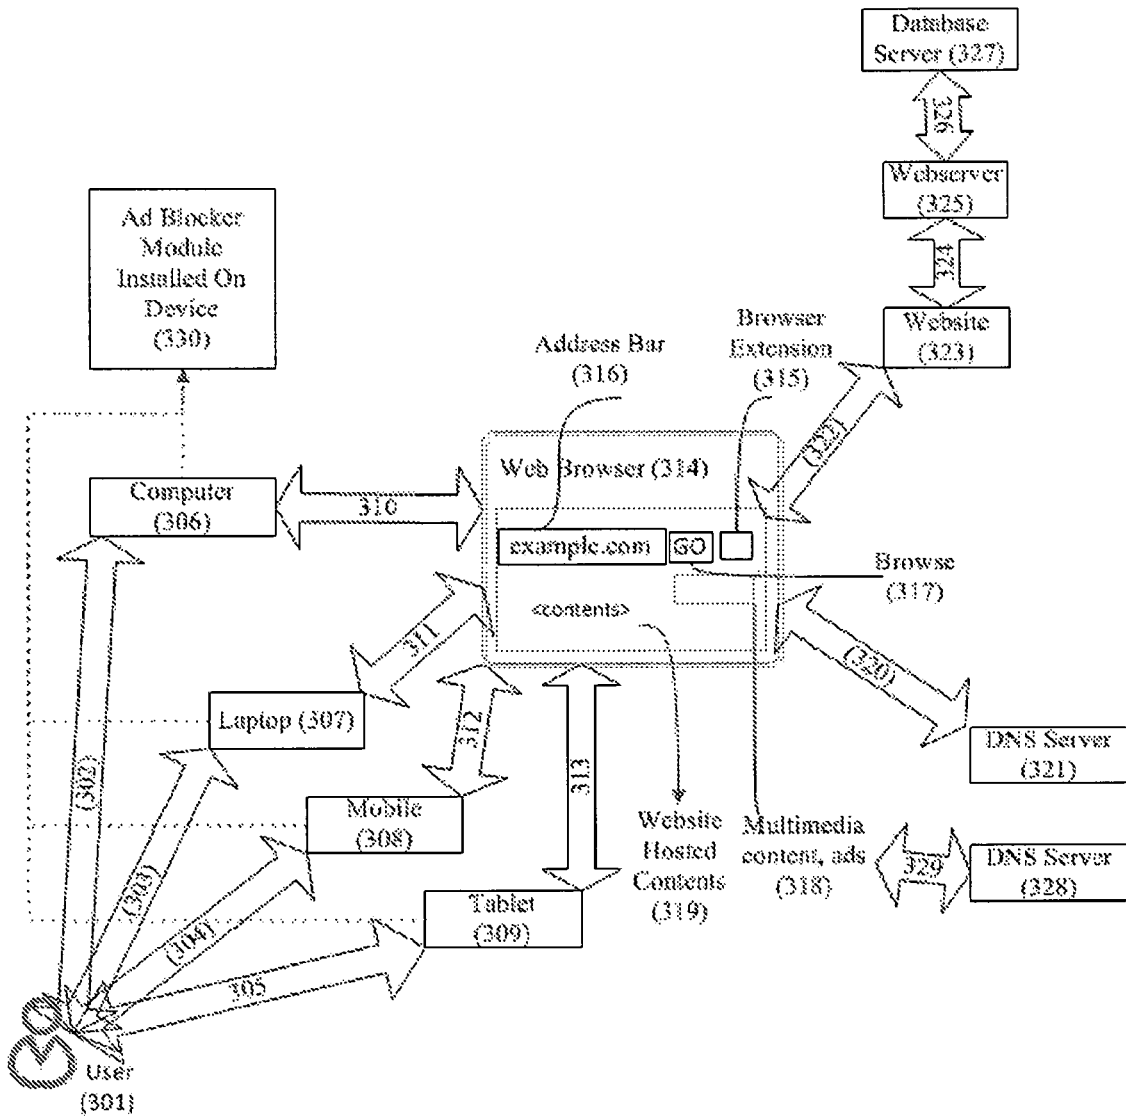 Database
Server (327)
326
Webserver
(325)
324
Website
(323)
Ad Blocker
Module
Installed On
Device
(330)
Address Bar
(316)
Browser
Extension
(315)
(322)
Web Browser (314)
Computer
(306)
310
example.com
GO
Browse
(317)
<contents>
311
(320)
Laptop (307)
312
313
DNS Server
(321)
(302)
Mobile
(308)
Website
Hosted
Contents
(319)
Multimedia
content, ads
(318)
329
DNS Server
(328)
(303)
(304)
Tablet
(309)
305
User
(301)